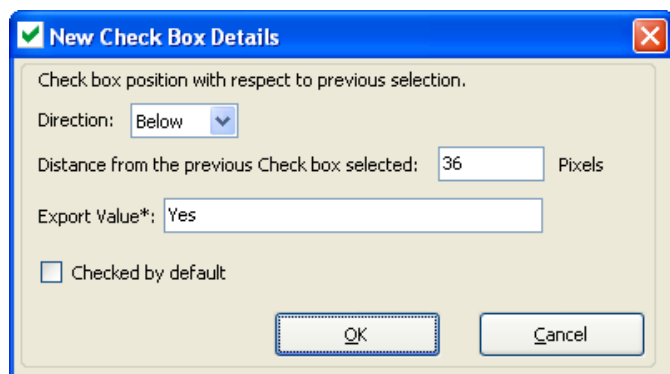 New Check Box Details
Check box position with respect to previous selection.
Direction: Below
Distance from the previous Check box selected: 36 Pixels
Export Value*: Yes
Checked by default
OK Cancel